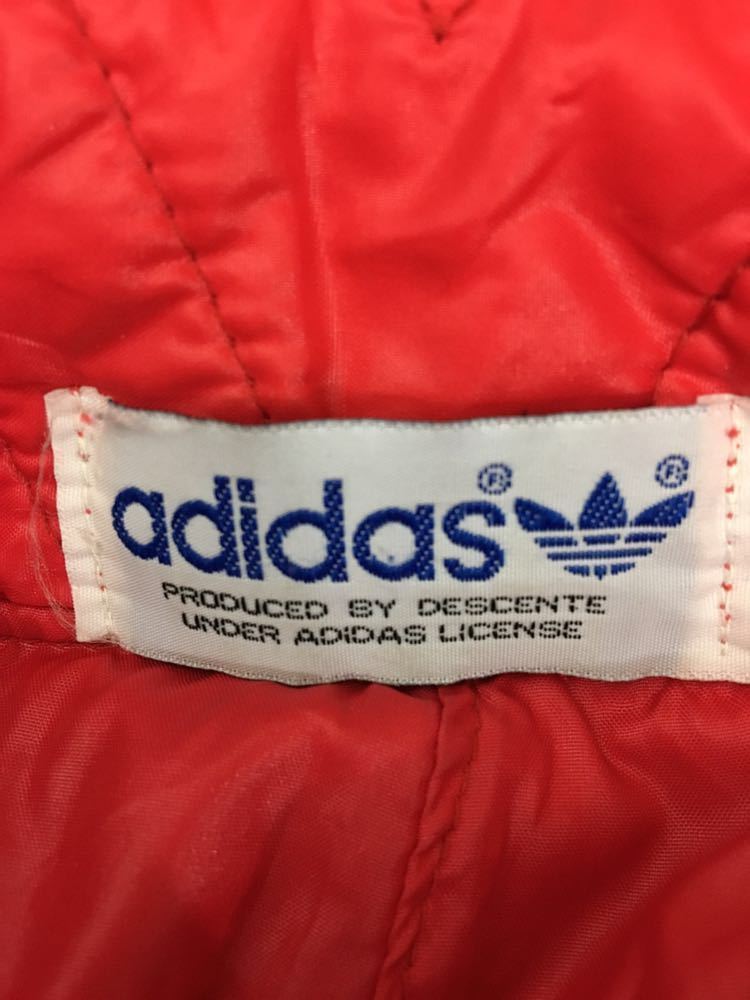 adidas® ®
PRODUCED BY DESCENTE
UNDER ADIDAS LICENSE